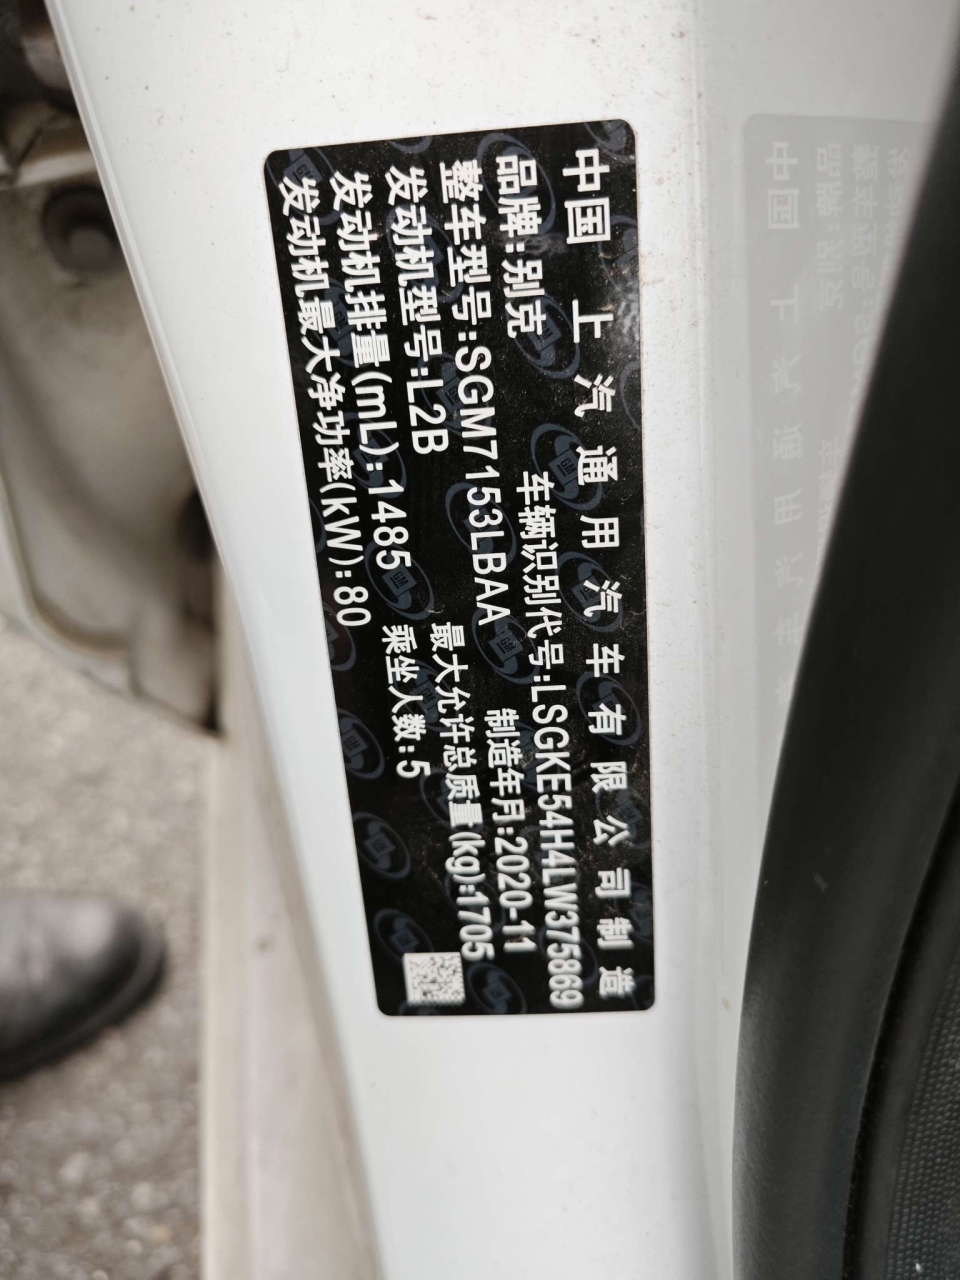 中国 上汽通用汽车有限公司制造
品牌:别克
车辆识别代号:LSGKE54H4LW375869
整车型号:SGM7153LBAA
制造年月:2020-11
发动机型号:L2B
最大允许总质量(kg):1705
发动机排量(mL):1485
乘坐人数:5
发动机最大净功率(kW):80